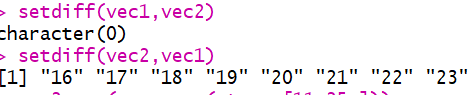 > setdiff(vec1,vec2)
character(0)
> setdiff(vec2,vec1)
[1] "16" "17" "18" "19" "20" "21" "22" "23"